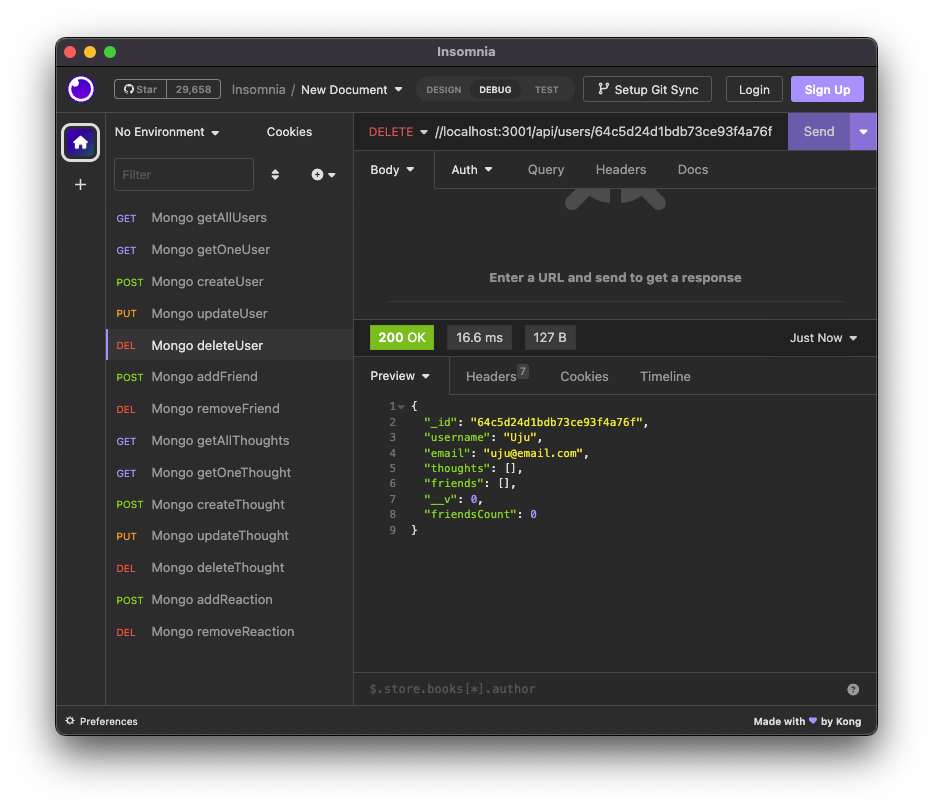 Insomnia
Star 29,658 Insomnia / New Document DESIGN DEBUG TEST Setup Git Sync Login Sign Up
No Environment Cookies
Filter
GET Mongo getAllUsers
GET Mongo getOneUser
POST Mongo createUser
PUT Mongo updateUser
DEL Mongo deleteUser
POST Mongo addFriend
DEL Mongo removeFriend
GET Mongo getAllThoughts
GET Mongo getOneThought
POST Mongo createThought
PUT Mongo updateThought
DEL Mongo deleteThought
POST Mongo addReaction
DEL Mongo removeReaction
DELETE //localhost:3001/api/users/64c5d24d1bdb73ce93f4a76f Send
Body Auth Query Headers Docs
Enter a URL and send to get a response
200 OK 16.6 ms 127 B Just Now
Preview Headers 7 Cookies Timeline
1 {
2 "_id": "64c5d24d1bdb73ce93f4a76f",
3 "username": "Uju",
4 "email": "uju@email.com",
5 "thoughts": [],
6 "friends": [],
7 "__v": 0,
8 "friendsCount": 0
9 }
$.store.books[*].author ?
Preferences Made with 💜 by Kong